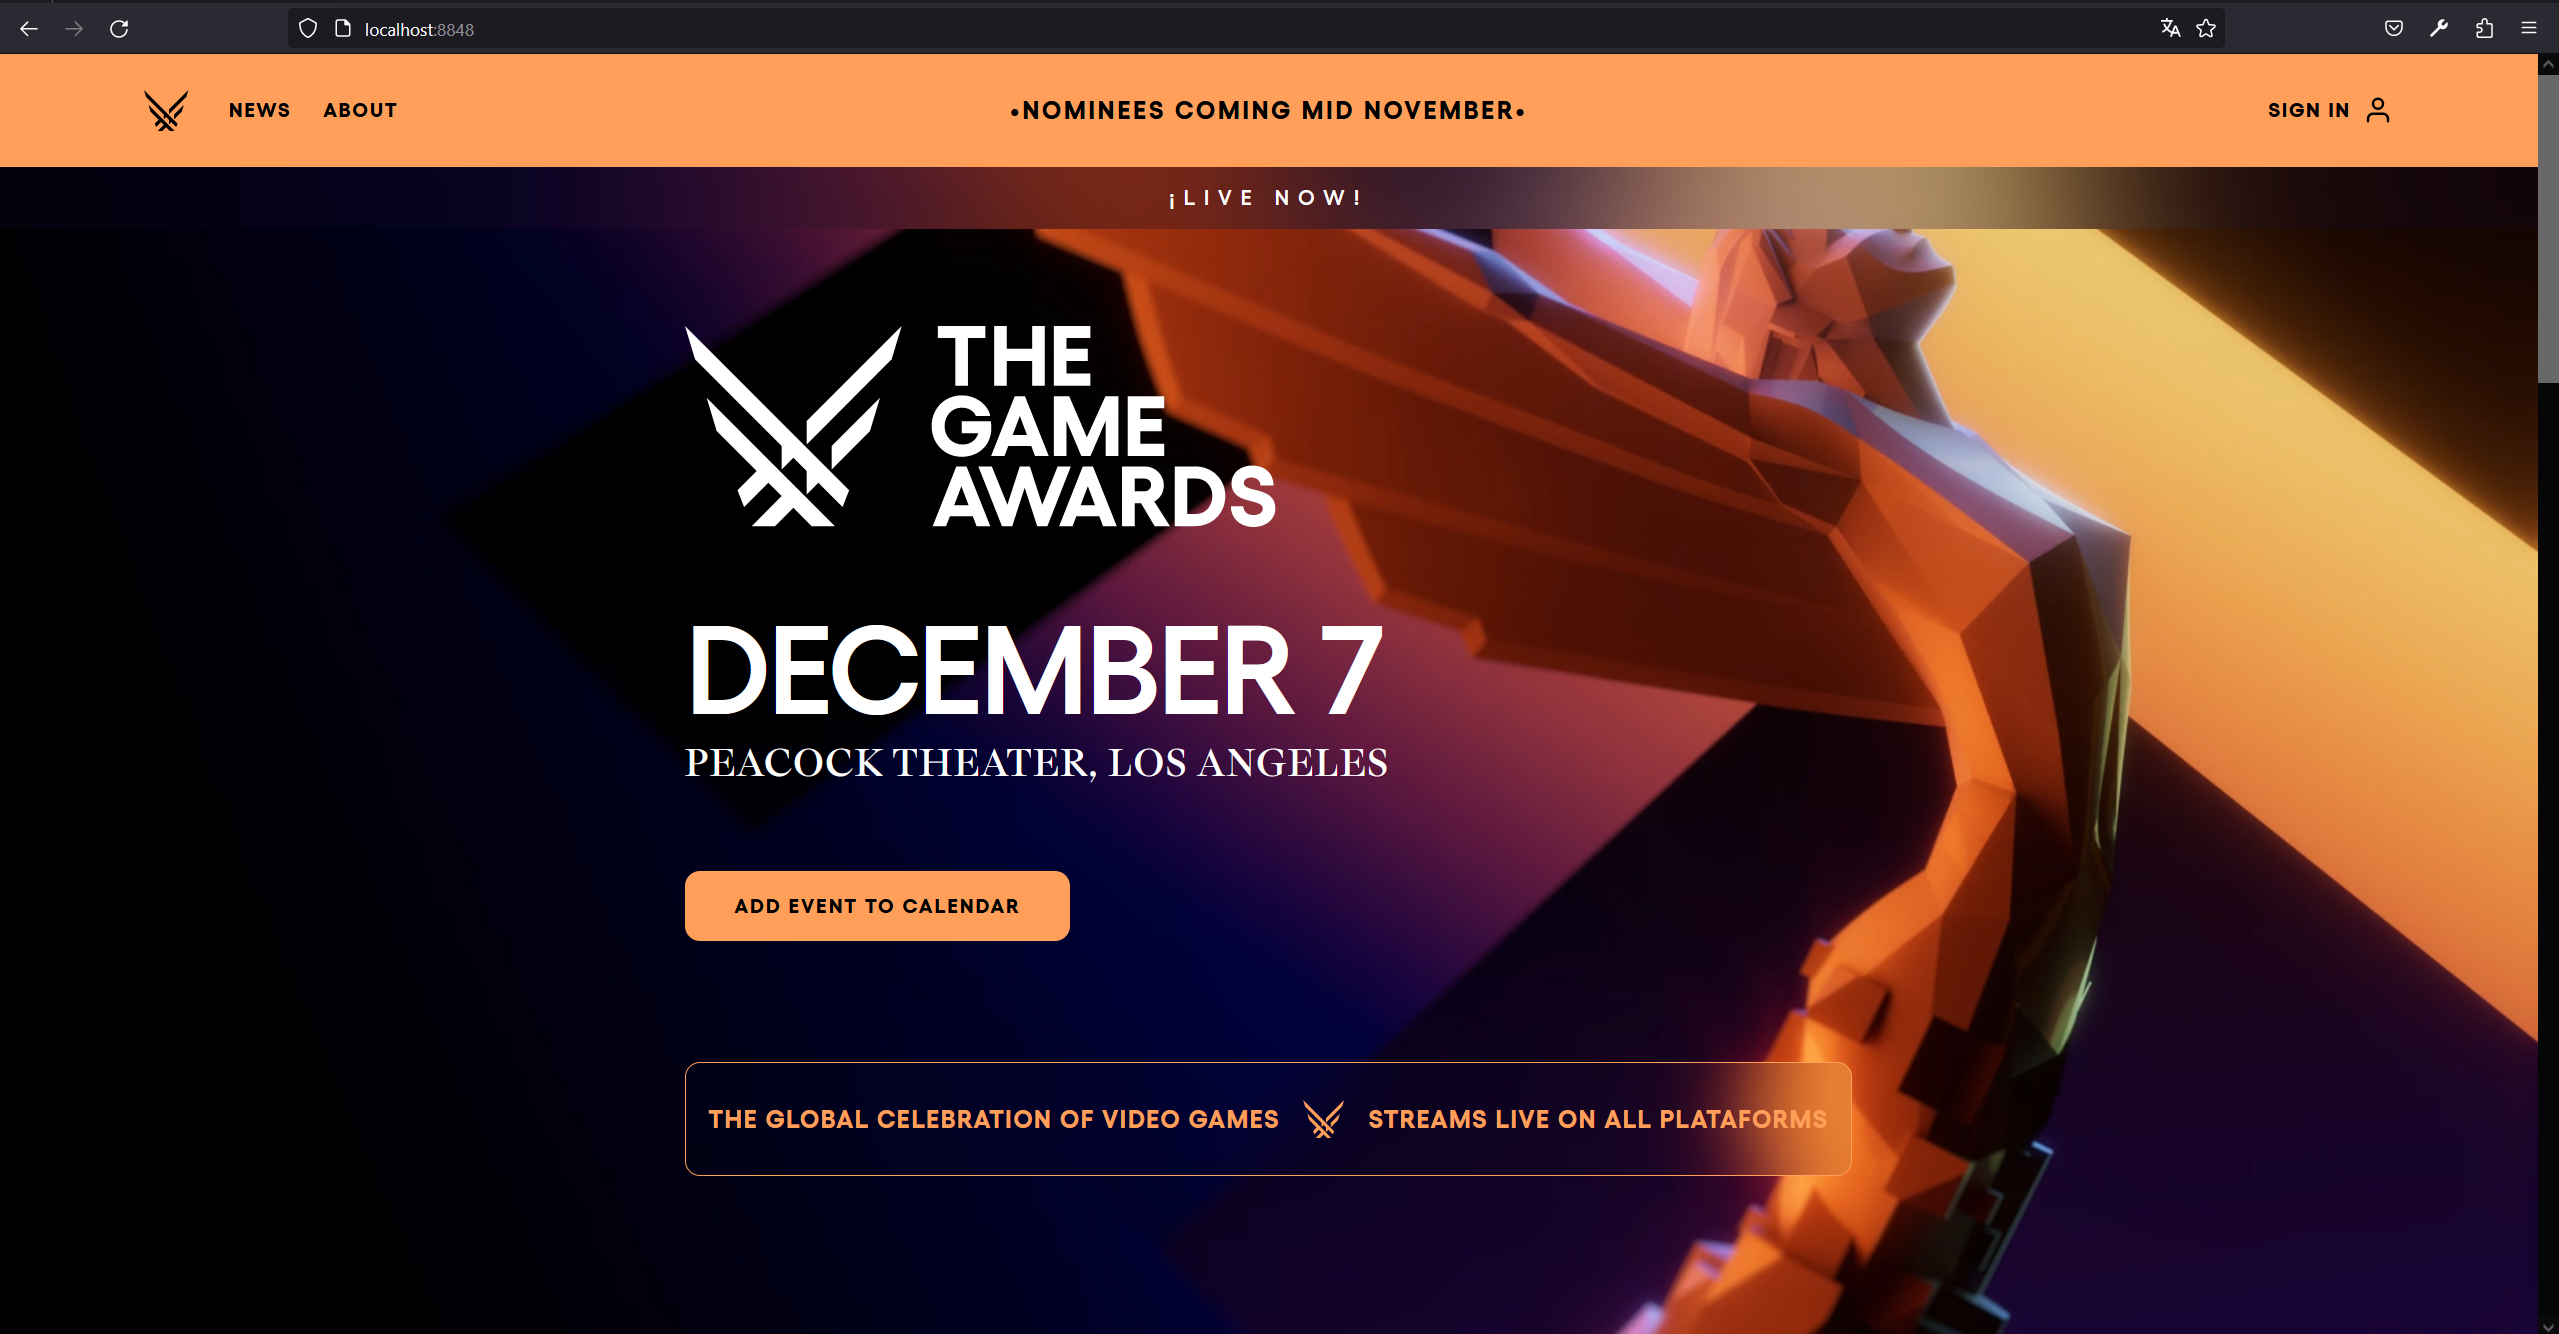 localhost:8848
NEWS ABOUT •NOMINEES COMING MID NOVEMBER• SIGN IN
¡LIVE NOW!
THE
GAME
AWARDS
DECEMBER 7
PEACOCK THEATER, LOS ANGELES
ADD EVENT TO CALENDAR
THE GLOBAL CELEBRATION OF VIDEO GAMES STREAMS LIVE ON ALL PLATAFORMS